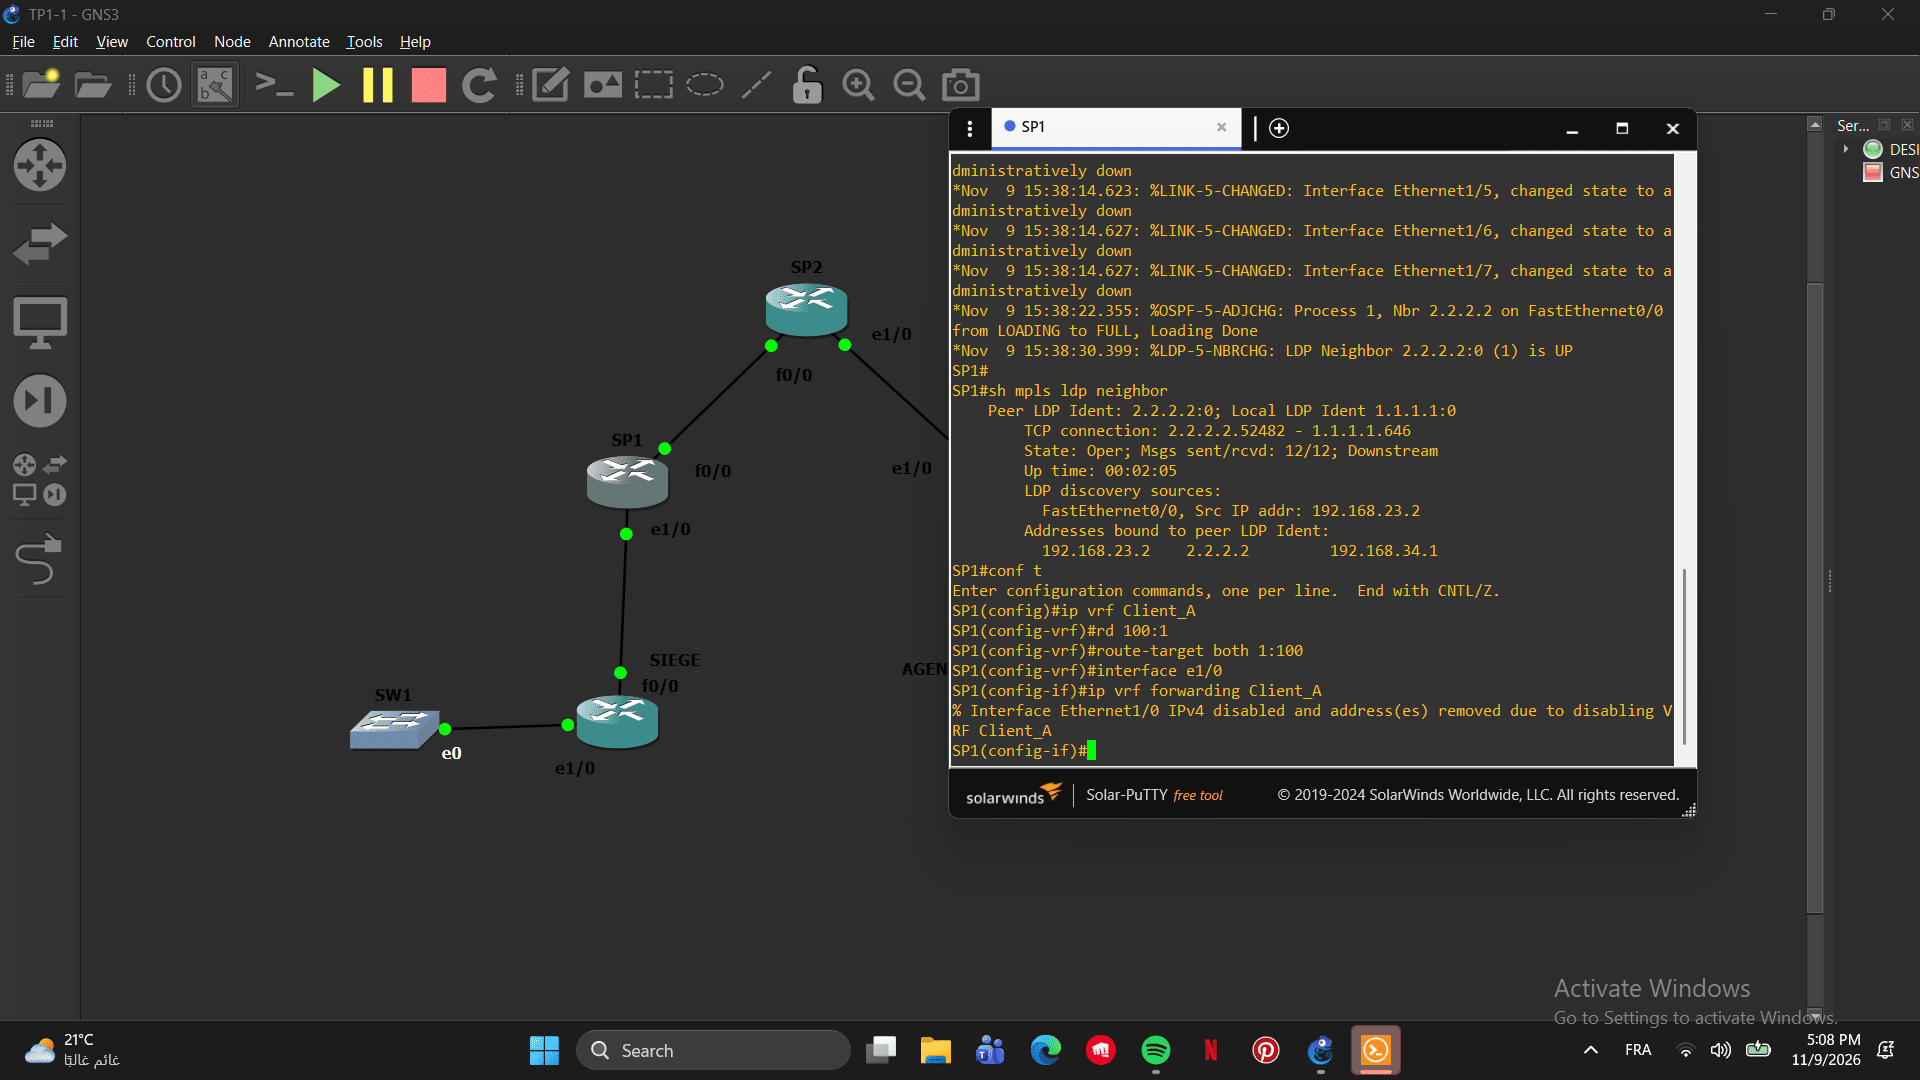 TP1-1 - GNS3
File Edit View Control Node Annotate Tools Help
SP1
Ser...
DESI
GNS
dministratively down
*Nov  9 15:38:14.623: %LINK-5-CHANGED: Interface Ethernet1/5, changed state to a
dministratively down
*Nov  9 15:38:14.627: %LINK-5-CHANGED: Interface Ethernet1/6, changed state to a
dministratively down
*Nov  9 15:38:14.627: %LINK-5-CHANGED: Interface Ethernet1/7, changed state to a
dministratively down
*Nov  9 15:38:22.355: %OSPF-5-ADJCHG: Process 1, Nbr 2.2.2.2 on FastEthernet0/0
from LOADING to FULL, Loading Done
*Nov  9 15:38:30.399: %LDP-5-NBRCHG: LDP Neighbor 2.2.2.2:0 (1) is UP
SP1#
SP1#sh mpls ldp neighbor
    Peer LDP Ident: 2.2.2.2:0; Local LDP Ident 1.1.1.1:0
        TCP connection: 2.2.2.2.52482 - 1.1.1.1.646
        State: Oper; Msgs sent/rcvd: 12/12; Downstream
        Up time: 00:02:05
        LDP discovery sources:
          FastEthernet0/0, Src IP addr: 192.168.23.2
        Addresses bound to peer LDP Ident:
          192.168.23.2    2.2.2.2         192.168.34.1
SP1#conf t
Enter configuration commands, one per line.  End with CNTL/Z.
SP1(config)#ip vrf Client_A
SP1(config-vrf)#rd 100:1
SP1(config-vrf)#route-target both 1:100
SP1(config-vrf)#interface e1/0
SP1(config-if)#ip vrf forwarding Client_A
% Interface Ethernet1/0 IPv4 disabled and address(es) removed due to disabling V
RF Client_A
SP1(config-if)#
solarwinds Solar-PuTTY free tool © 2019-2024 SolarWinds Worldwide, LLC. All rights reserved.
SP2
e1/0
f0/0
SP1
f0/0
e1/0
e1/0
SIEGE
AGEN
f0/0
SW1
e0
e1/0
Activate Windows
Go to Settings to activate Windows.
21°C
غائم غالبًا
Search
FRA
5:08 PM
11/9/2026